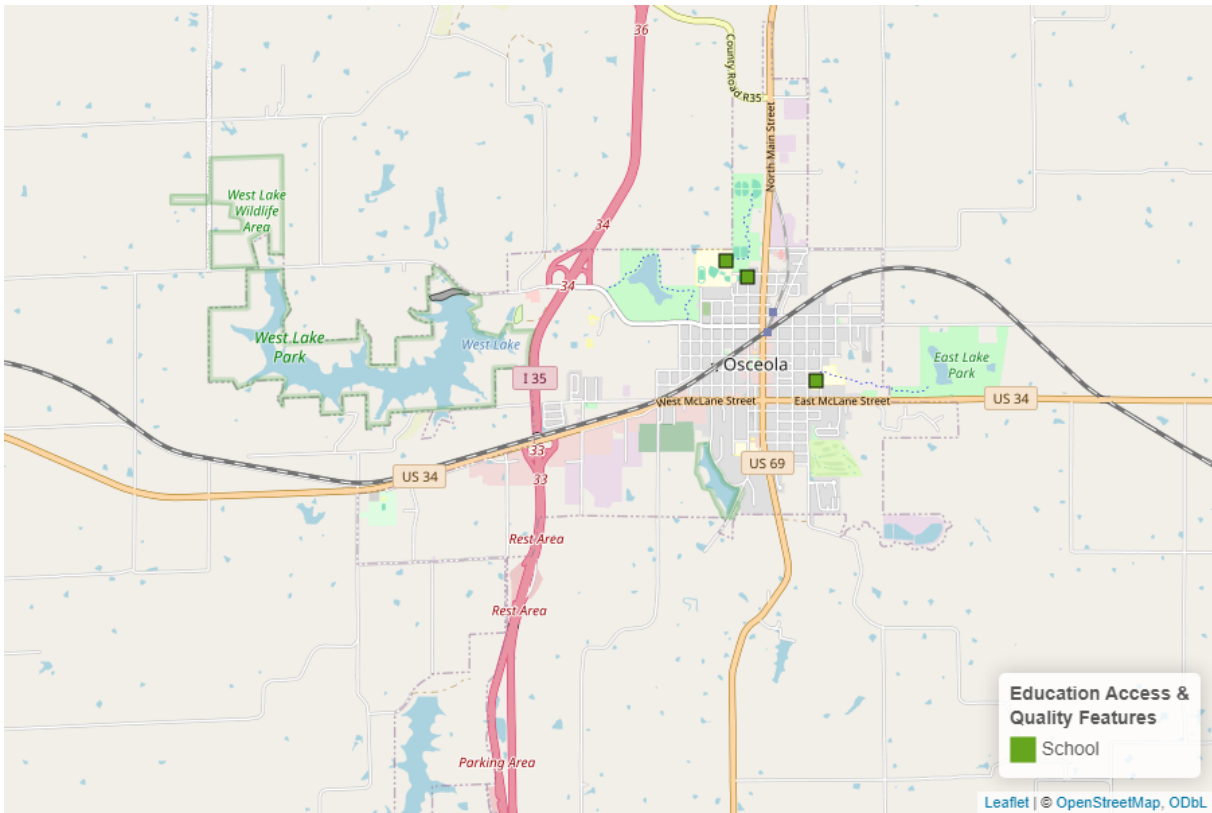 36
County Road R35
North Main Street
West Lake
Wildlife
Area
34
34
West Lake
Park
West Lake
I 35
Osceola
East Lake
Park
West McLane Street
East McLane Street
US 34
33
US 69
US 34
33
Rest Area
Rest Area
Parking Area
Education Access &
Quality Features
School
Leaflet | © OpenStreetMap, ODbL